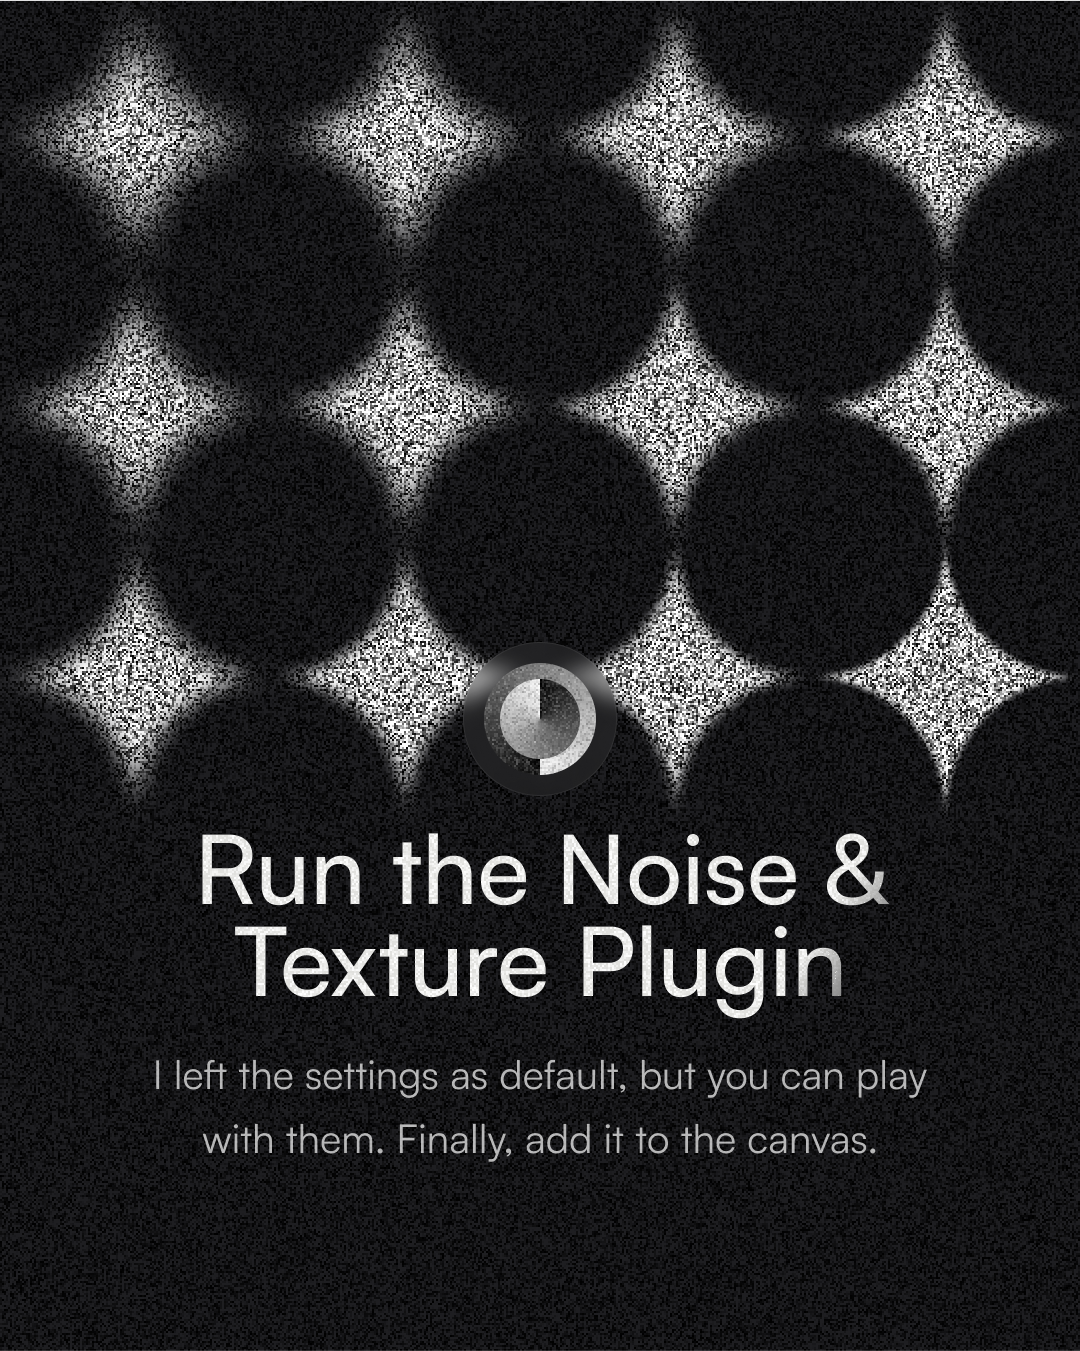 Run the Noise &
Texture Plugin
I left the settings as default, but you can play
with them. Finally, add it to the canvas.